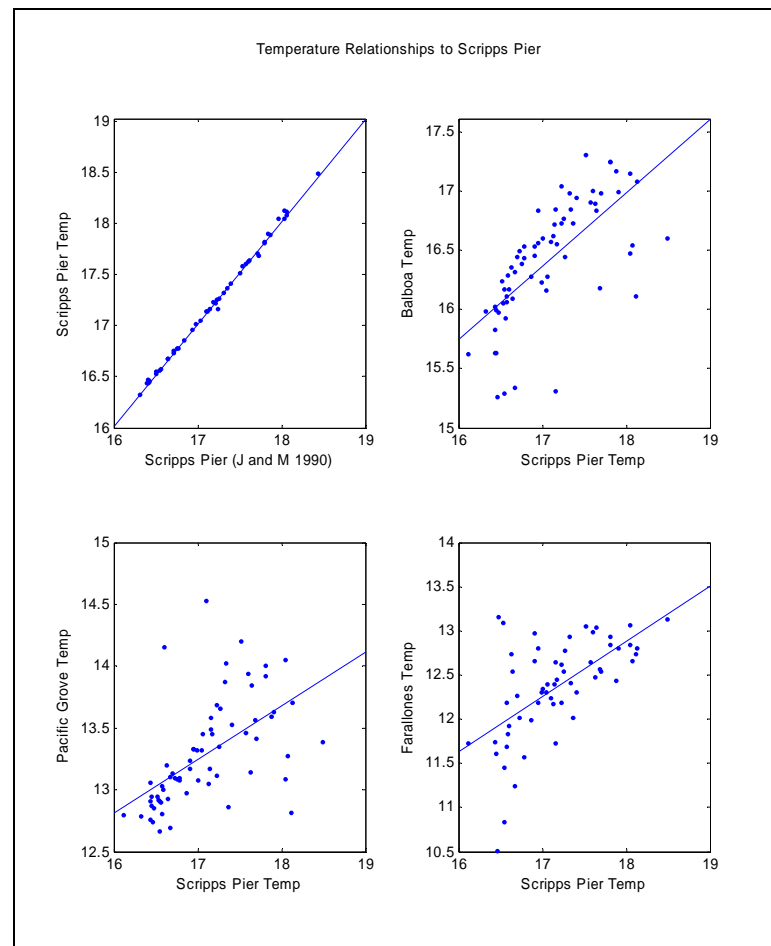 Temperature Relationships to Scripps Pier
19
18.5
18
17.5
17
16.5
16
Scripps Pier Temp
16 17 18 19
Scripps Pier (J and M 1990)
17.5
17
16.5
16
15.5
15
Balboa Temp
16 17 18 19
Scripps Pier Temp
15
14.5
14
13.5
13
12.5
Pacific Grove Temp
16 17 18 19
Scripps Pier Temp
14
13.5
13
12.5
12
11.5
11
10.5
Farallones Temp
16 17 18 19
Scripps Pier Temp